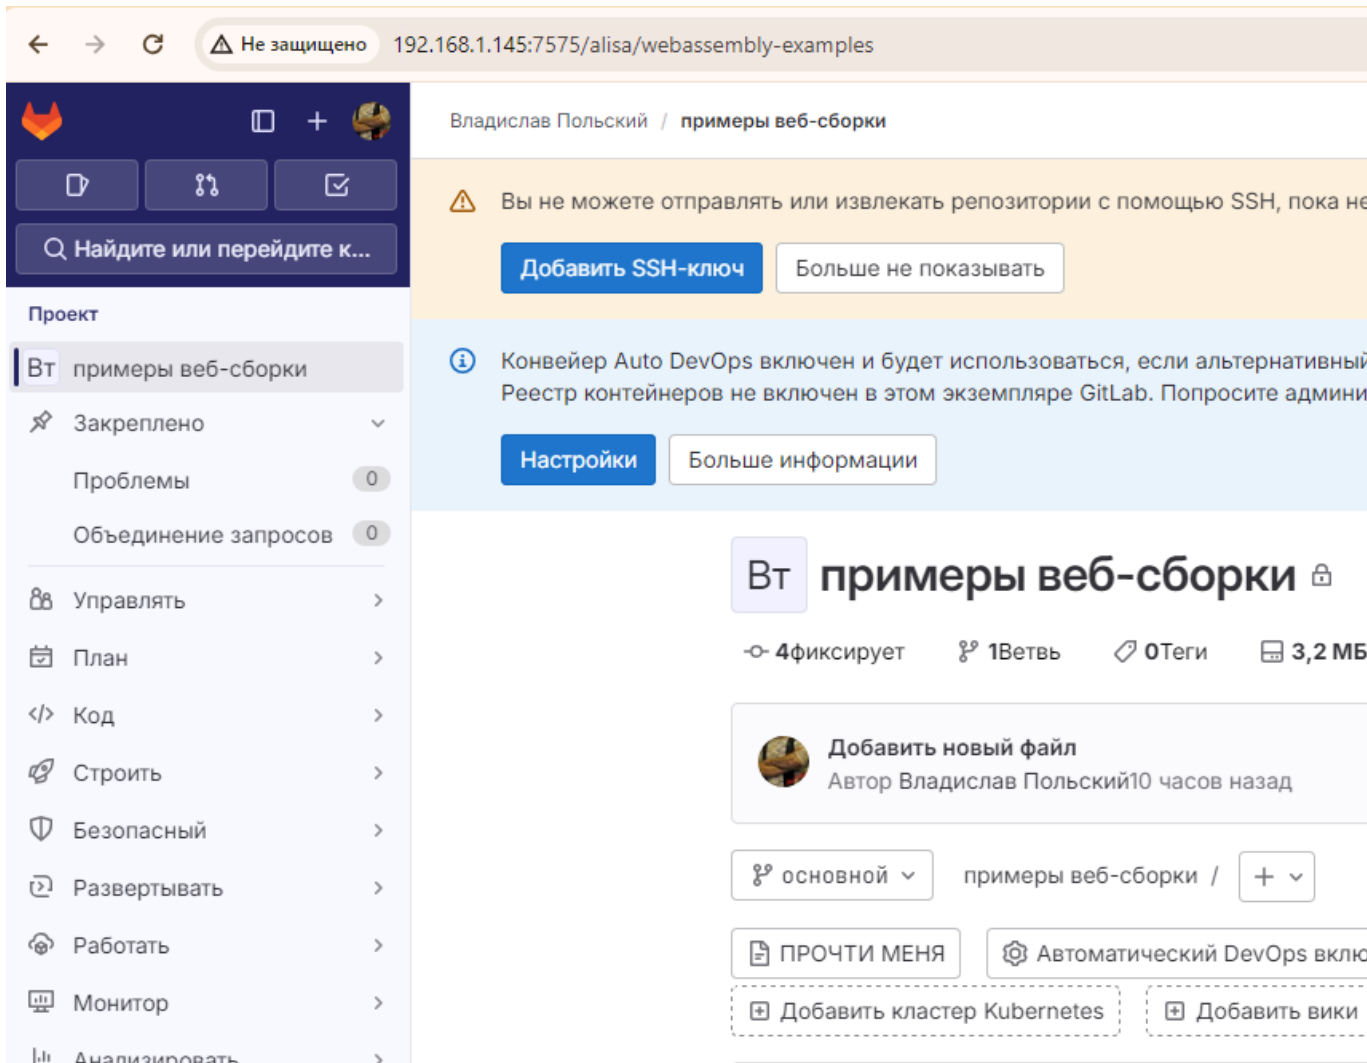 Не защищено 192.168.1.145:7575/alisa/webassembly-examples
Владислав Польский / примеры веб-сборки
Найдите или перейдите к...
Вы не можете отправлять или извлекать репозитории с помощью SSH, пока не
Добавить SSH-ключ Больше не показывать
Проект
Вт примеры веб-сборки
Закреплено
Проблемы 0
Объединение запросов 0
Управлять
План
Код
Строить
Безопасный
Развертывать
Работать
Монитор
Анализировать
Конвейер Auto DevOps включен и будет использоваться, если альтернативный
Реестр контейнеров не включен в этом экземпляре GitLab. Попросите админи
Настройки Больше информации
Вт примеры веб-сборки
4фиксирует 1Ветвь 0Теги 3,2 МБ
Добавить новый файл
Автор Владислав Польский10 часов назад
основной примеры веб-сборки /
ПРОЧТИ МЕНЯ Автоматический DevOps вклю
Добавить кластер Kubernetes Добавить вики